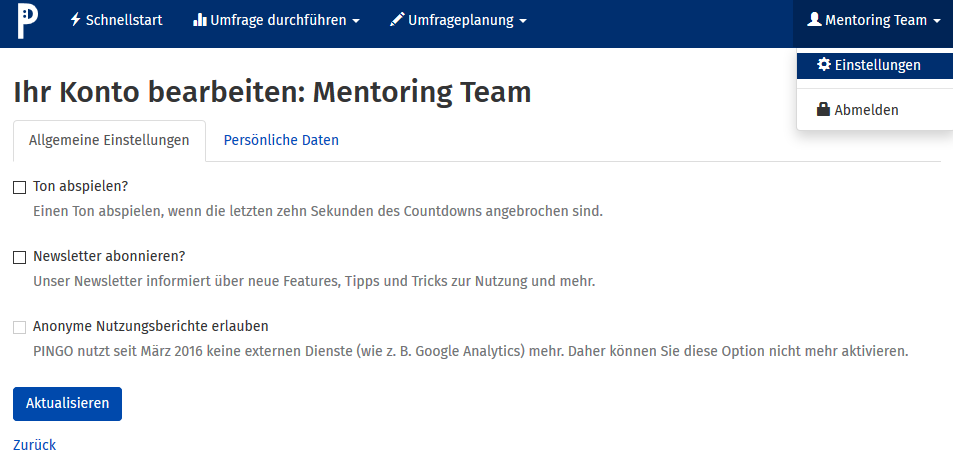 Schnellstart Umfrage durchführen Umfrageplanung Mentoring Team
Einstellungen
Abmelden
Ihr Konto bearbeiten: Mentoring Team
Allgemeine Einstellungen Persönliche Daten
Ton abspielen?
Einen Ton abspielen, wenn die letzten zehn Sekunden des Countdowns angebrochen sind.
Newsletter abonnieren?
Unser Newsletter informiert über neue Features, Tipps und Tricks zur Nutzung und mehr.
Anonyme Nutzungsberichte erlauben
PINGO nutzt seit März 2016 keine externen Dienste (wie z. B. Google Analytics) mehr. Daher können Sie diese Option nicht mehr aktivieren.
Aktualisieren
Zurück